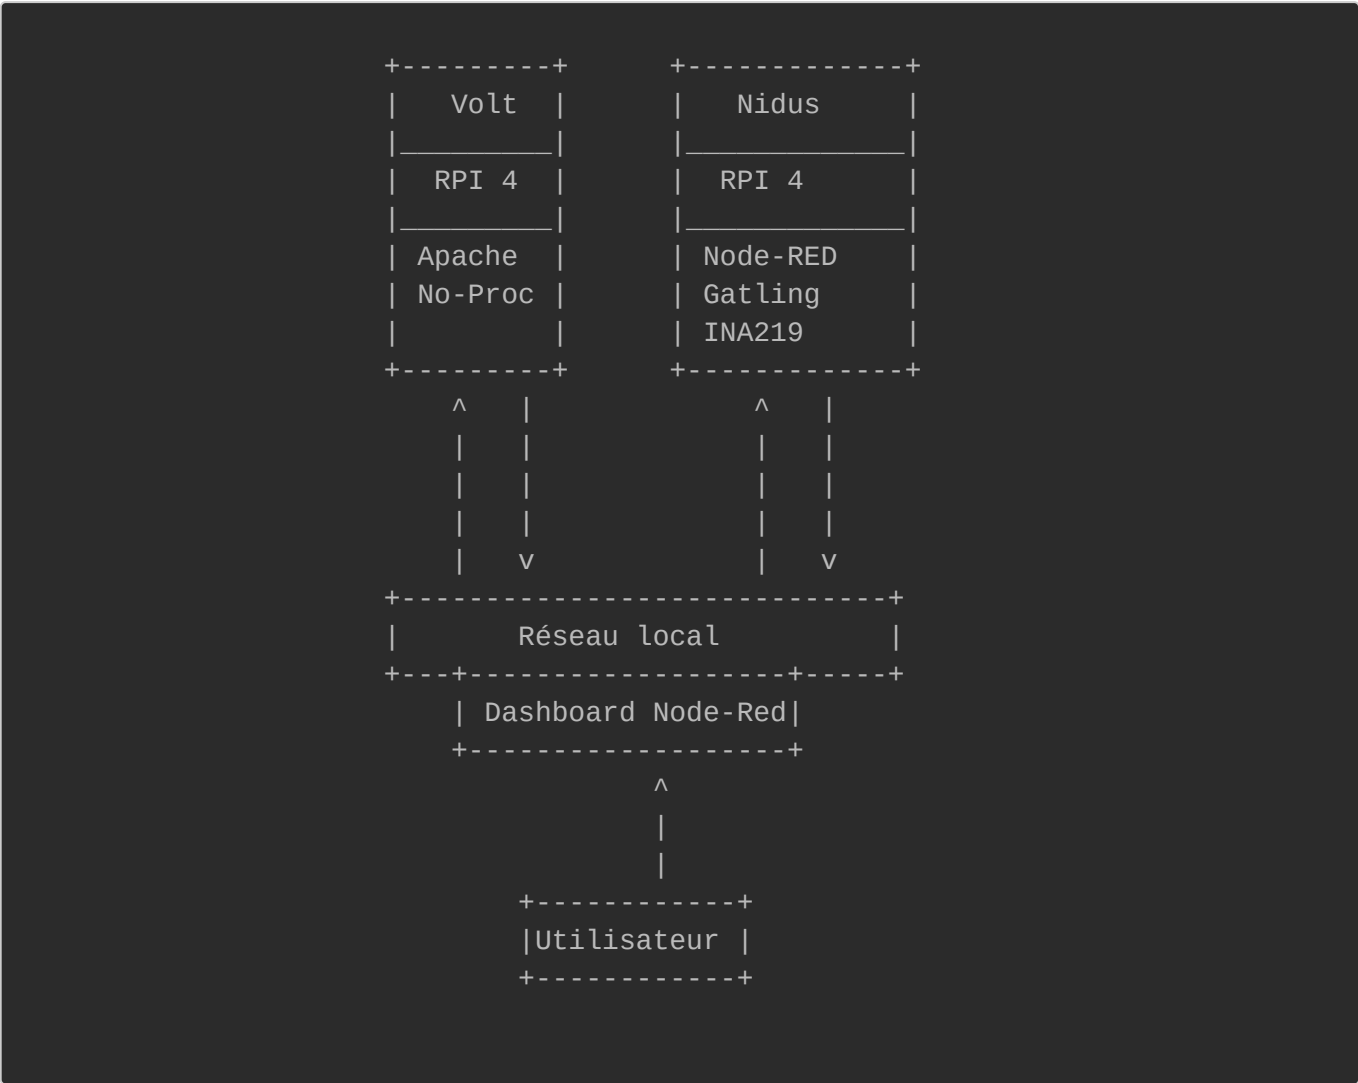 Volt Nidus
RPI 4 RPI 4
Apache Node-RED
No-Proc Gatling
INA219
Réseau local
Dashboard Node-Red
Utilisateur